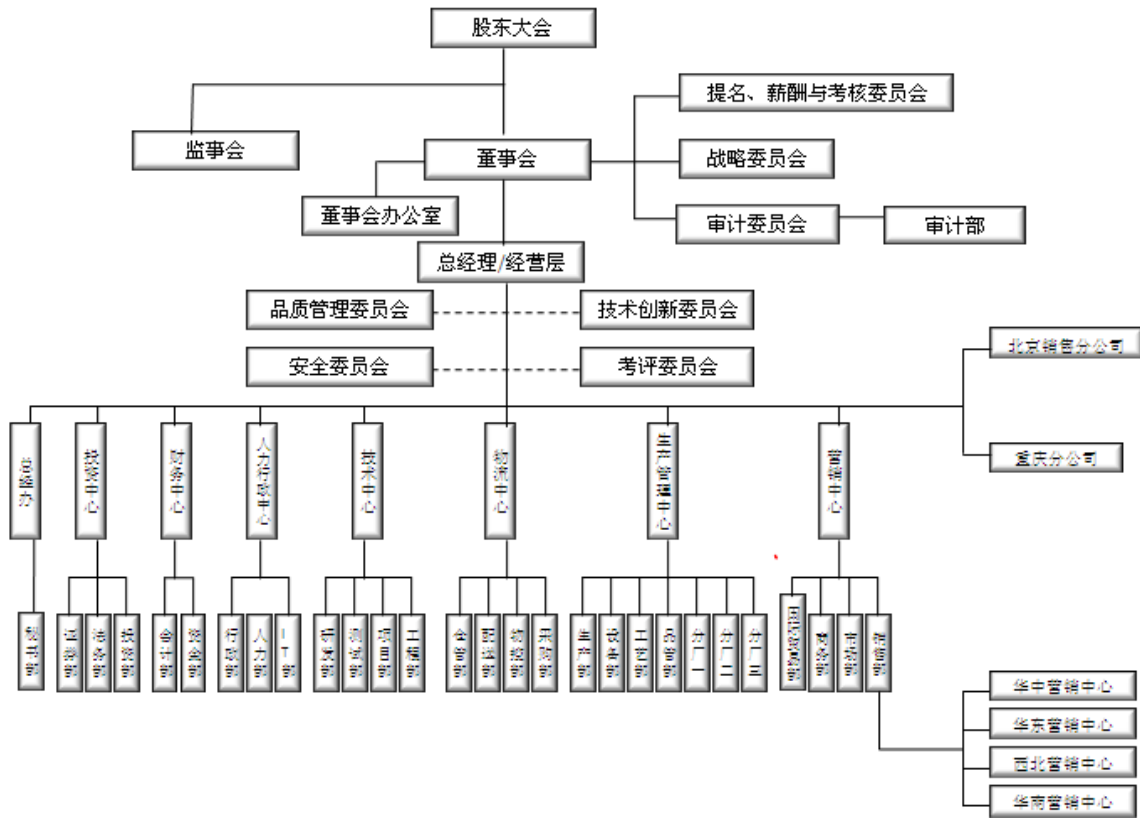 股东大会
提名、薪酬与考核委员会
监事会
董事会
战略委员会
董事会办公室
审计委员会
审计部
总经理/经营层
品质管理委员会
技术创新委员会
安全委员会
考评委员会
北京销售分公司
重庆分公司
总经办
投资中心
财务中心
人力行政中心
技术中心
物流中心
生产管理中心
营销中心
秘书部
证券部
法务部
投资部
会计部
资金部
行政部
人力部
IT部
研发部
测试部
项目部
工程部
仓管部
配送部
物控部
采购部
生产部
设备部
工艺部
品管部
分厂一
分厂二
分厂三
商务部
市场部
销售部
华中营销中心
华东营销中心
西北营销中心
华南营销中心